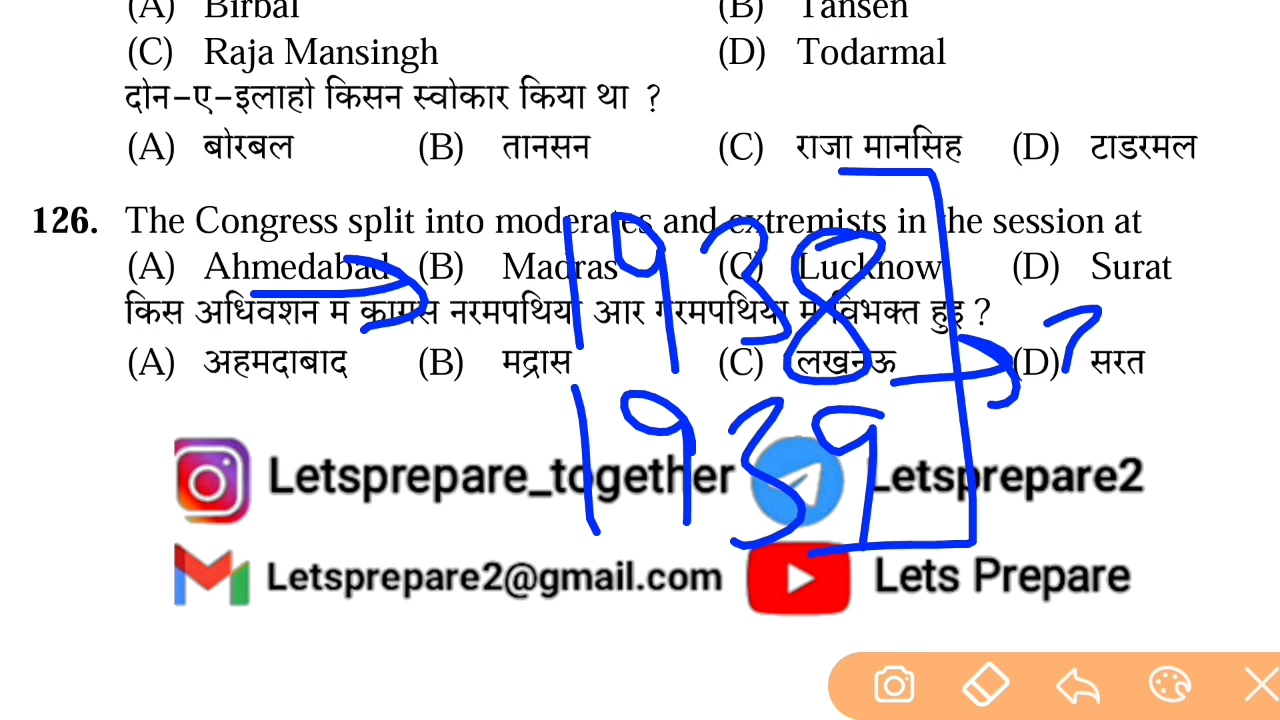 (A) Birbal (B) Tansen
(C) Raja Mansingh (D) Todarmal
दोन-ए-इलाहो किसन स्वोकार किया था ?
(A) बोरबल (B) तानसन (C) राजा मानसिह (D) टाडरमल
126. The Congress split into moderates and extremists in the session at
(A) Ahmedabad (B) Madras (C) Lucknow (D) Surat
किस अधिवशन म कागस नरमपथिया आर गरमपथिया म विभक्त हुइ ?
(A) अहमदाबाद (B) मद्रास (C) लखनऊ (D) सरत
1938
?
1939
Letsprepare_together Letsprepare2
Letsprepare2@gmail.com Lets Prepare